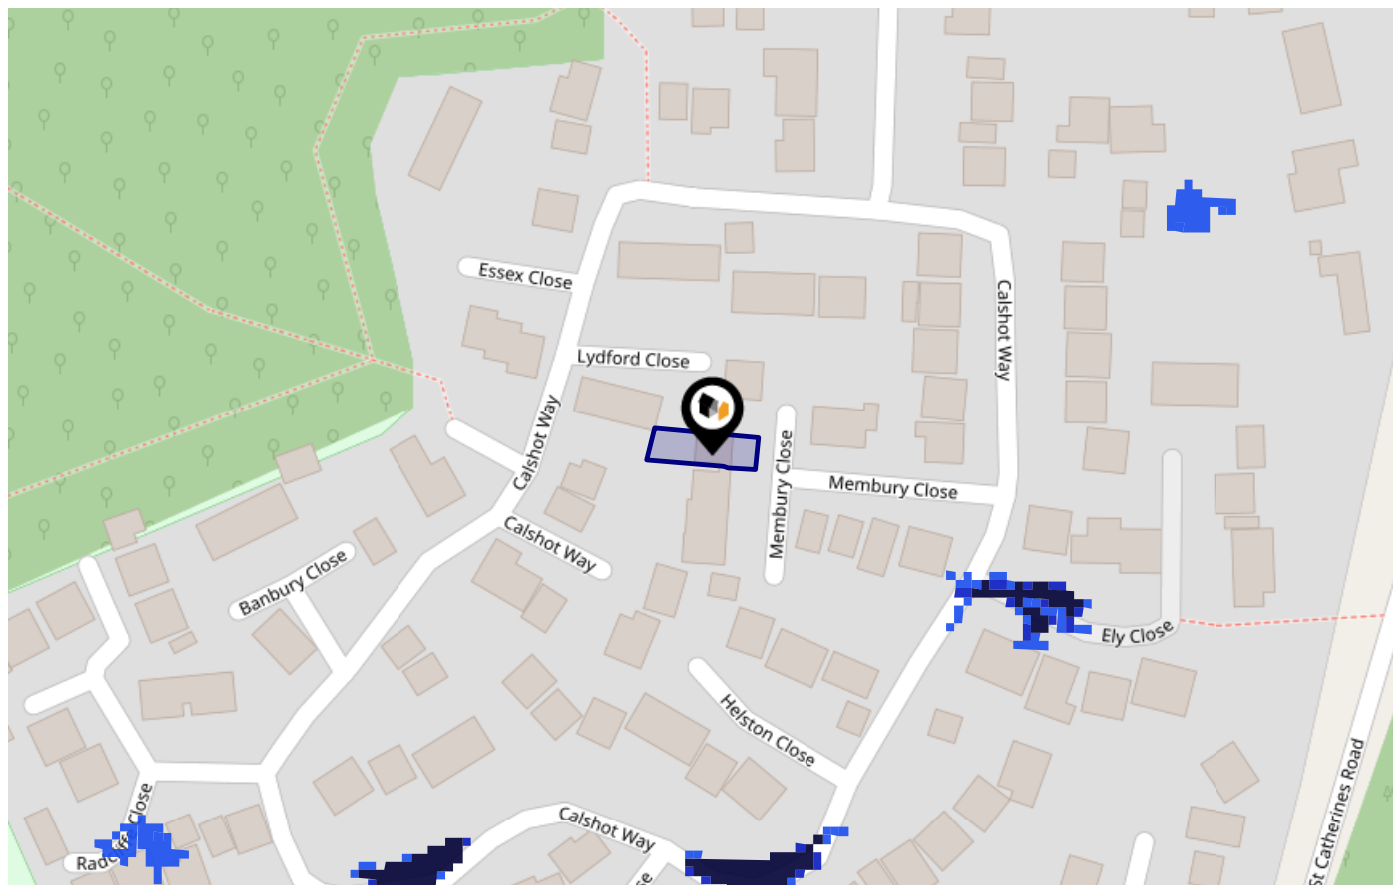 Essex Close
Calshot Way
Lydford Close
Calshot Way
Membury Close
Membury Close
Calshot Way
Banbury Close
Ely Close
Helston Close
St Catherines Road
Close
Calshot Way